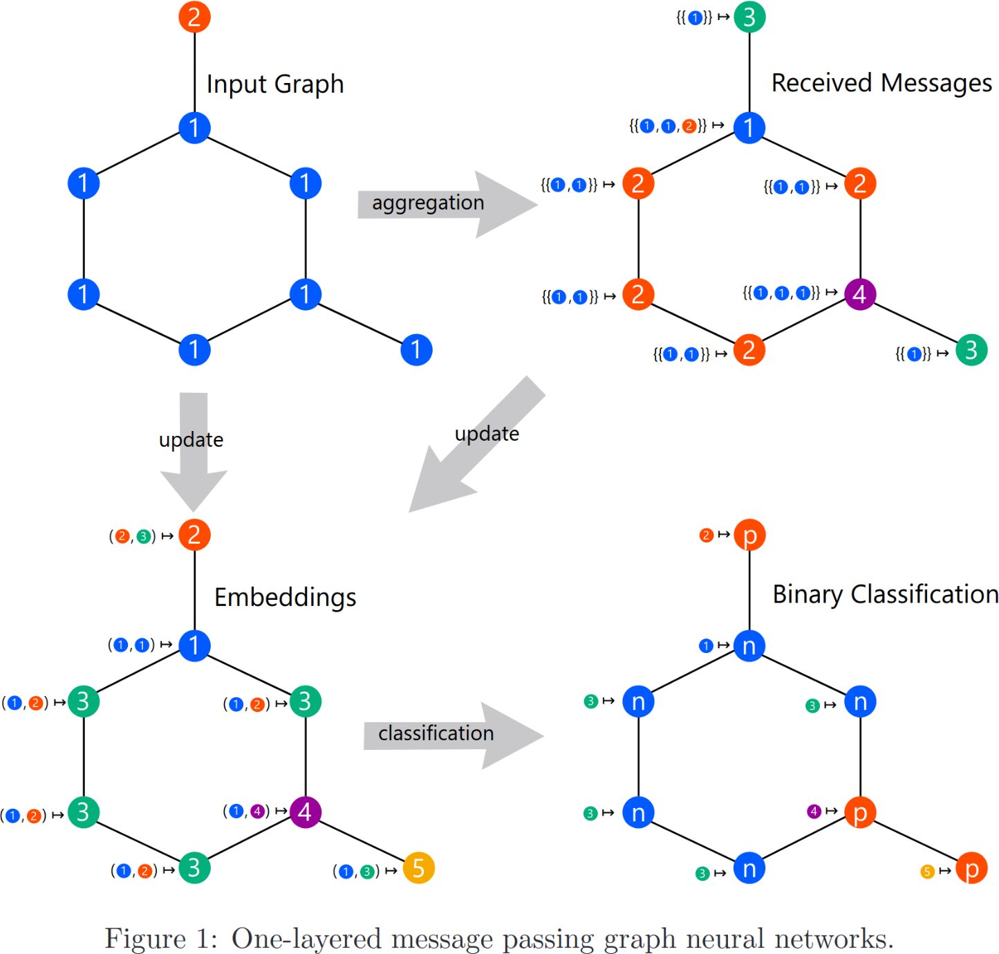 2
Input Graph
1
1
1
1
1
1
1
aggregation
{{1}} ↦ 3
Received Messages
{{1,1,2}} ↦ 1
{{1,1}} ↦ 2
{{1,1}} ↦ 2
{{1,1}} ↦ 2
{{1,1,1}} ↦ 4
{{1,1}} ↦ 2
{{1}} ↦ 3
update
update
(2,3) ↦ 2
Embeddings
(1,1) ↦ 1
(1,2) ↦ 3
(1,2) ↦ 3
(1,2) ↦ 3
(1,4) ↦ 4
(1,2) ↦ 3
(1,3) ↦ 5
classification
2 ↦ p
Binary Classification
1 ↦ n
3 ↦ n
3 ↦ n
3 ↦ n
4 ↦ p
3 ↦ n
5 ↦ p
Figure 1: One-layered message passing graph neural networks.